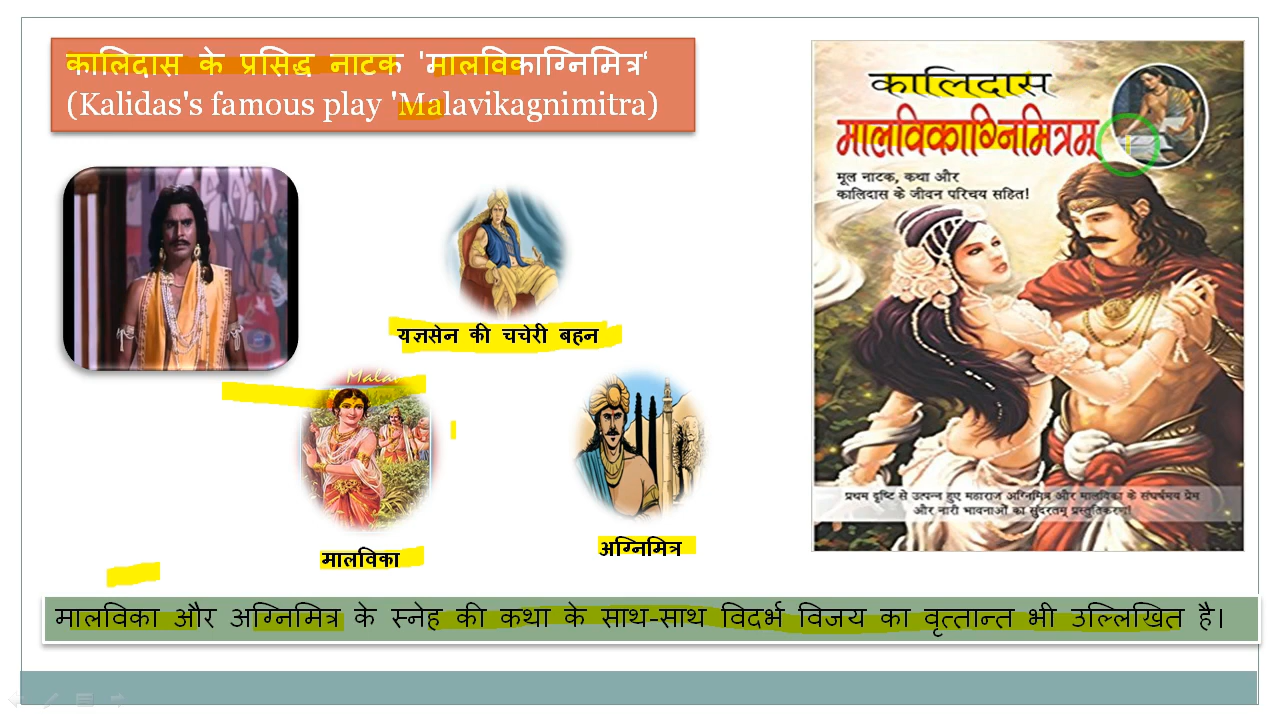 कालिदास के प्रसिद्ध नाटक 'मालविकाग्निमित्र‘
(Kalidas's famous play 'Malavikagnimitra)
कालिदास
मालविकाग्निमित्रम्
मूल नाटक, कथा और
कालिदास के जीवन परिचय सहित!
यज्ञसेन की चचेरी बहन
मालविका
अग्निमित्र
प्रथम दृष्टि से उत्पन्न हुए महाराज अग्निमित्र और मालविका के संघर्षमय प्रेम
और नारी भावनाओं का सुंदरतम् प्रस्तुतिकरण!
मालविका और अग्निमित्र के स्नेह की कथा के साथ-साथ विदर्भ विजय का वृत्तान्त भी उल्लिखित है।